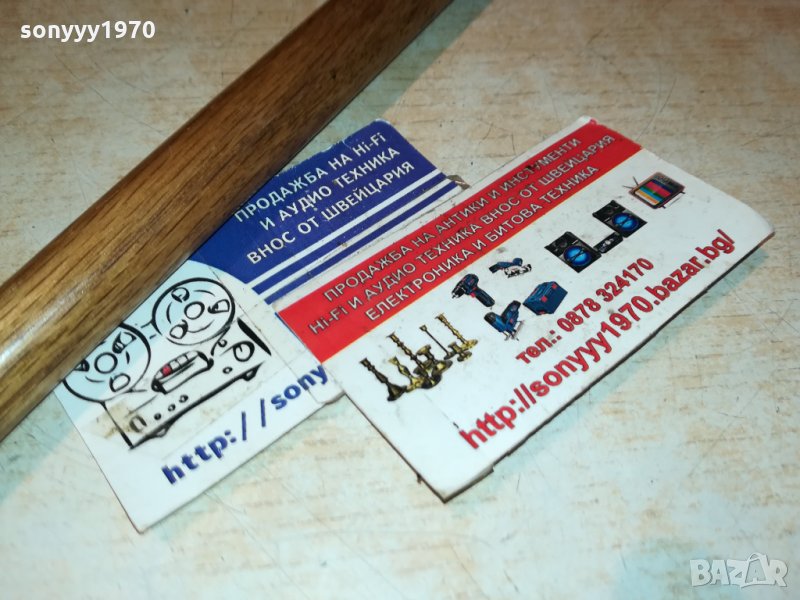 sonyyy1970
ПРОДАЖБА НА Hi-Fi
И АУДИО ТЕХНИКА
ВНОС ОТ ШВЕЙЦАРИЯ
http://sony
ПРОДАЖБА НА АНТИКИ И ИНСТРУМЕНТИ
Hi-Fi И АУДИО ТЕХНИКА ВНОС ОТ ШВЕЙЦАРИЯ
ЕЛЕКТРОНИКА И БИТОВА ТЕХНИКА
тел.: 0878 324170
http://sonyyy1970.bazar.bg/
BAZAR